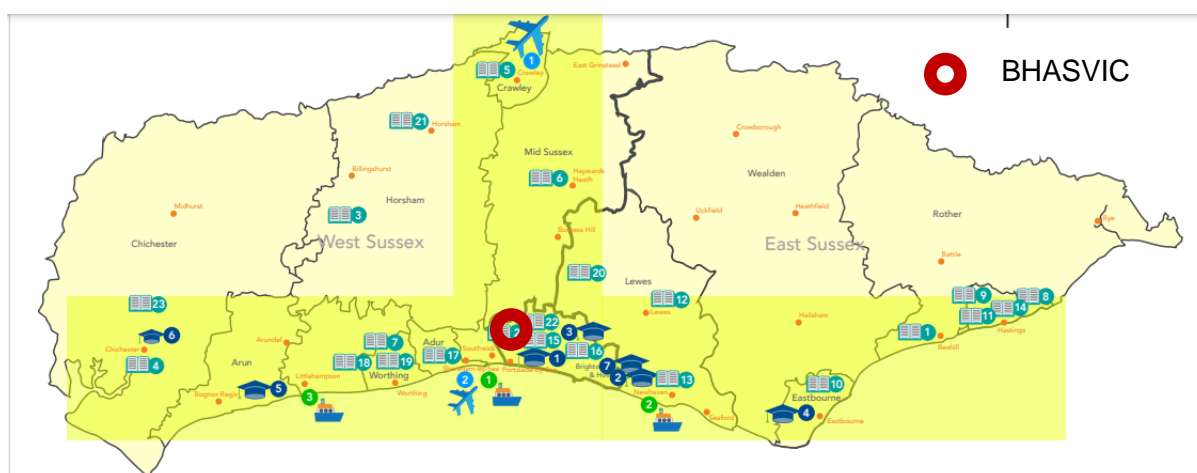 BHASVIC
1
5
Crawley
Crawley
East Grinstead
21
Horsham
Crowborough
Mid Sussex
Billingshurst
6
Haywards
Heath
Wealden
Horsham
3
Midhurst
Uckfield
Heathfield
Rother
Rye
Chichester
West Sussex
Burgess Hill
East Sussex
Battle
20
Lewes
23
12
9
8
14
11
Lewes
Hailsham
Hastings
22
3
1
Bexhill
6
Arundel
7
Adur
15
Chichester
4
Arun
18
19
17
Southwick
16
1
7
2
Worthing
Shoreham-by-Sea
Portslade-by-Sea
13
10
5
Littlehampton
Newhaven
Eastbourne
Bognor Regis
3
Worthing
2
1
2
Seaford
4
Eastbourne